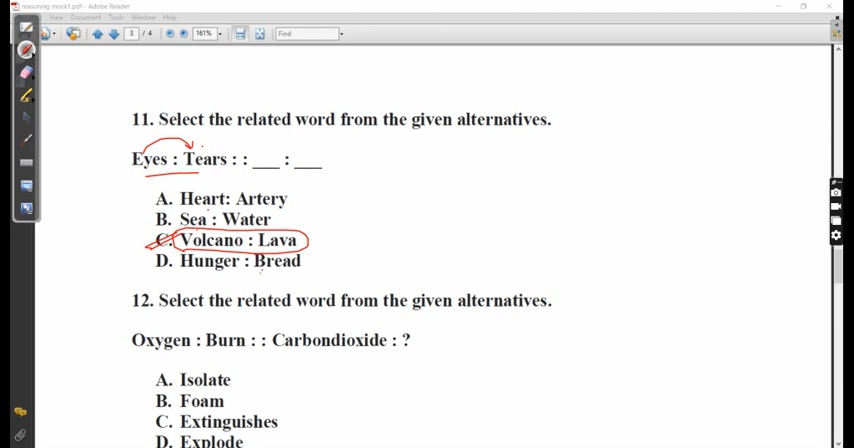 reasoning mock1.pdf - Adobe Reader
View Document Tools Window Help
3 / 4 161% Find
11. Select the related word from the given alternatives.
Eyes : Tears : : ___ : ___
A. Heart: Artery
B. Sea : Water
C. Volcano : Lava
D. Hunger : Bread
12. Select the related word from the given alternatives.
Oxygen : Burn : : Carbondioxide : ?
A. Isolate
B. Foam
C. Extinguishes
D. Explode